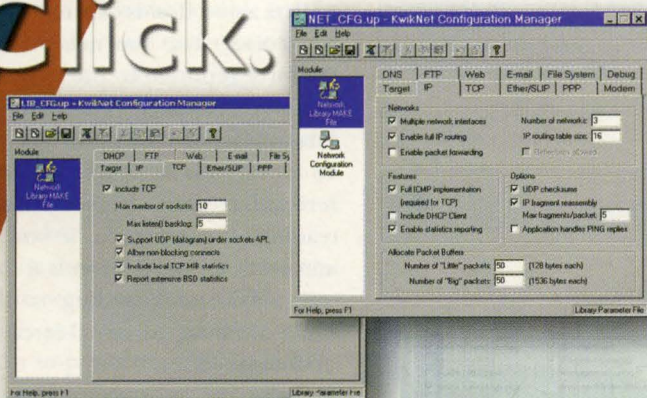 Click.
NET_CFG.up - KwikNet Configuration Manager
File Edit Help
Module
Network Library MAKE File
Network Configuration Module
DNS FTP Web E-mail File System Debug
Target IP TCP Ether/SLIP PPP Modem
Networks
Multiple network interfaces
Number of networks: 3
Enable full IP routing
IP routing table size: 16
Enable packet forwarding
Features
Full ICMP implementation
(required for TCP)
Include DHCP Client
Enable statistics reporting
Options
UDP checksums
IP fragment reassembly
Max fragments/packet: 5
Application handles PING replies
Allocate Packet Buffers
Number of "Little" packets: 50 (128 bytes each)
Number of "Big" packets: 50 (1536 bytes each)
For Help, press F1
Library Parameter File
LIB_CFG.up - KwikNet Configuration Manager
File Edit Help
Module
Network Library MAKE File
DHCP FTP Web E-mail File Sy
Target IP TCP Ether/SLIP PPP
Include TCP
Max number of sockets: 10
Max listen() backlog: 5
Support UDP (datagram) under sockets API
Allow non-blocking connects
Include local TCP MIB statistics
Report extensive BSD statistics
For Help, press F1
Library Parameter File